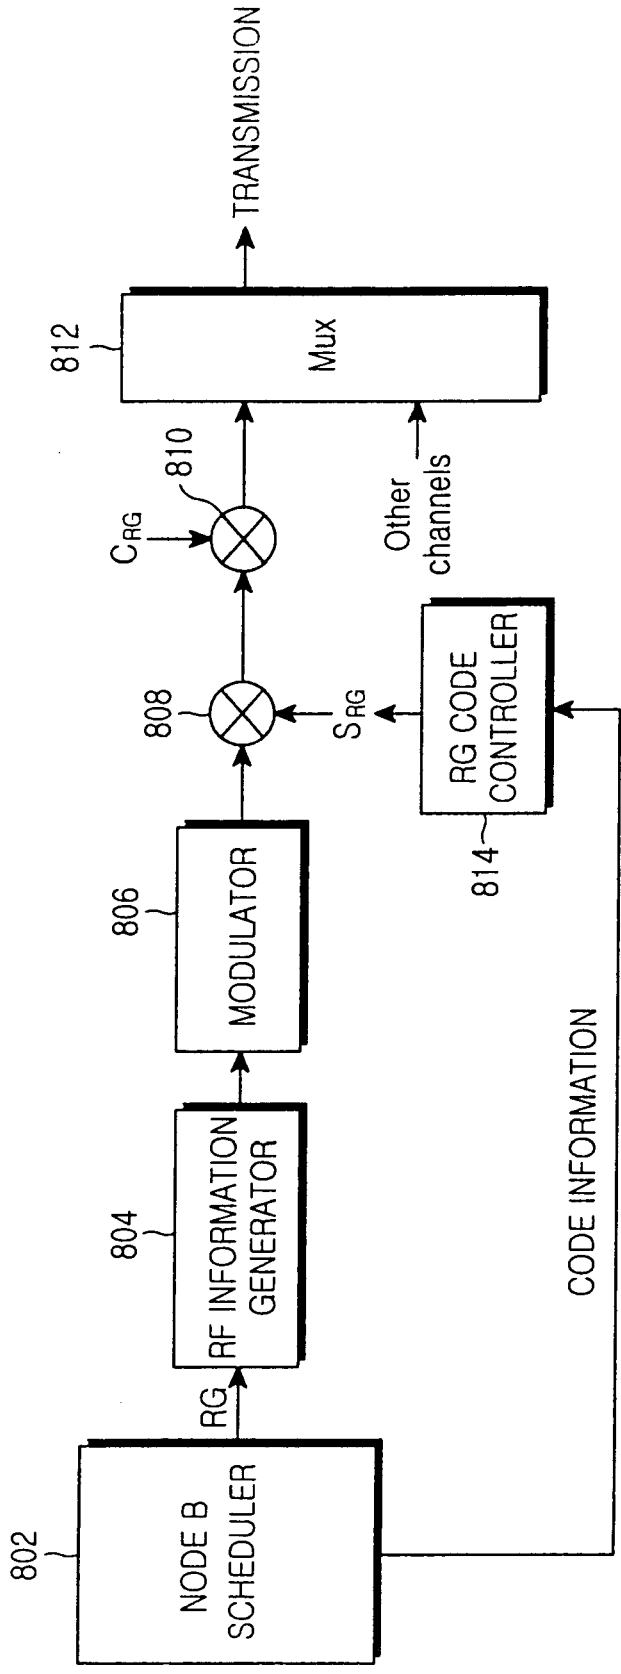 802
NODE B
SCHEDULER
RG
804
RF INFORMATION
GENERATOR
806
MODULATOR
808
SRG
814
RG CODE
CONTROLLER
CODE INFORMATION
CRG
810
Other
channels
812
Mux
TRANSMISSION